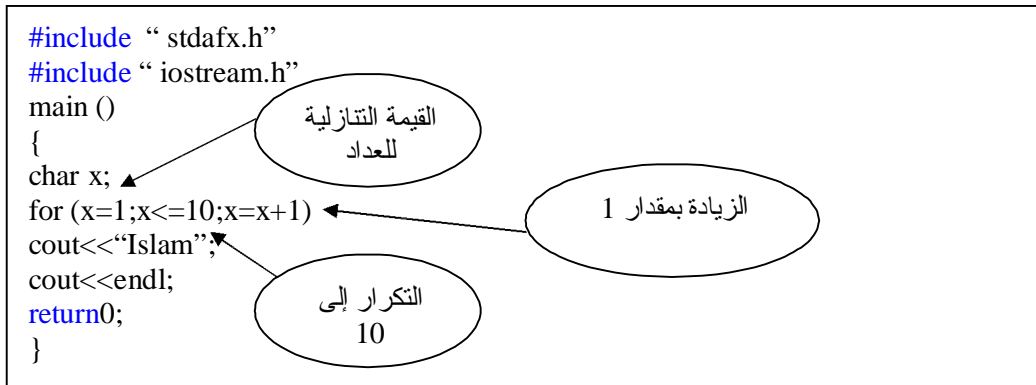 #include “ stdafx.h”
#include “ iostream.h”
main ()
{
char x;
for (x=1;x<=10;x=x+1)
cout<<“Islam”;
cout<<endl;
return0;
}
القيمة التنازلية
للعداد
الزيادة بمقدار 1
التكرار إلى
10